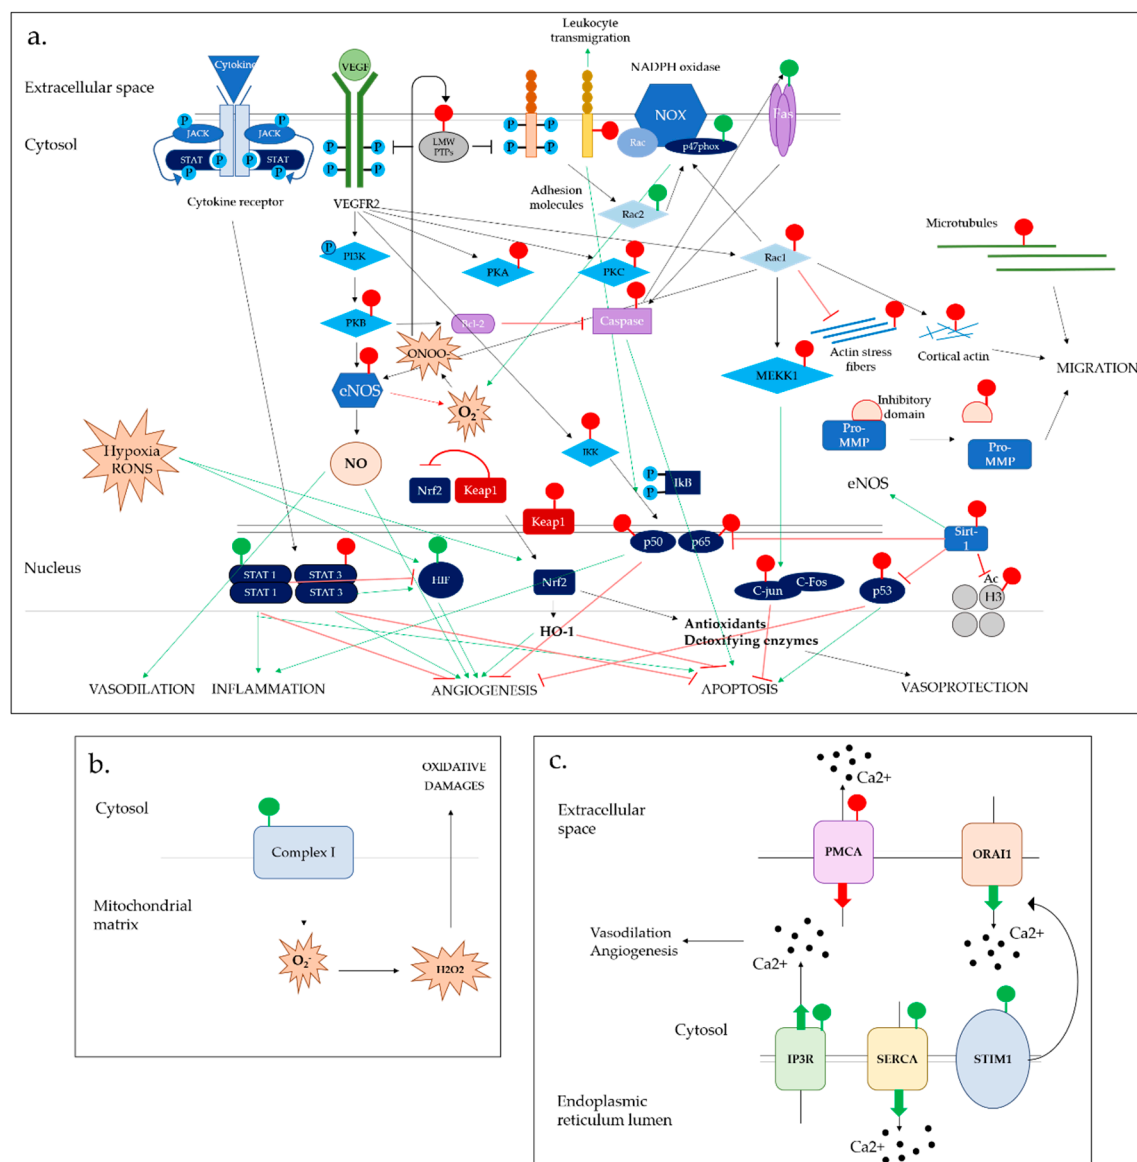 a.
Leukocyte
transmigration
Extracellular space
Cytokine
VEGF
NADPH oxidase
NOX
Fas
Cytosol
P
P
JACK
JACK
STAT
P
P
STAT
P
P
P
P
P
P
LMW
PTPs
P
P
P
P
Rac
p47phox
Cytokine receptor
VEGFR2
Adhesion
molecules
Rac2
Microtubules
P
PI3K
PKA
PKC
Rac1
PKB
Bcl-2
Caspase
ONOO-
Actin stress
fibers
Cortical actin
MIGRATION
eNOS
O2-
MEKK1
Inhibitory
domain
Pro-
MMP
Pro-
MMP
Hypoxia
RONS
NO
IKK
Nrf2
Keap1
P
P
IkB
eNOS
Keap1
p50
p65
Sirt-
1
Nucleus
STAT 1
STAT 1
STAT 3
STAT 3
HIF
Nrf2
C-jun
C-Fos
p53
Ac
H3
HO-1
Antioxidants
Detoxifying enzymes
VASODILATION
INFLAMMATION
ANGIOGENESIS
APOPTOSIS
VASOPROTECTION
b.
OXIDATIVE
DAMAGES
Cytosol
Complex I
Mitochondrial
matrix
O2-
H2O2
c.
Ca2+
Extracellular
space
PMCA
ORAI1
Vasodilation
Angiogenesis
Ca2+
Ca2+
Cytosol
IP3R
SERCA
STIM1
Endoplasmic
reticulum lumen
Ca2+